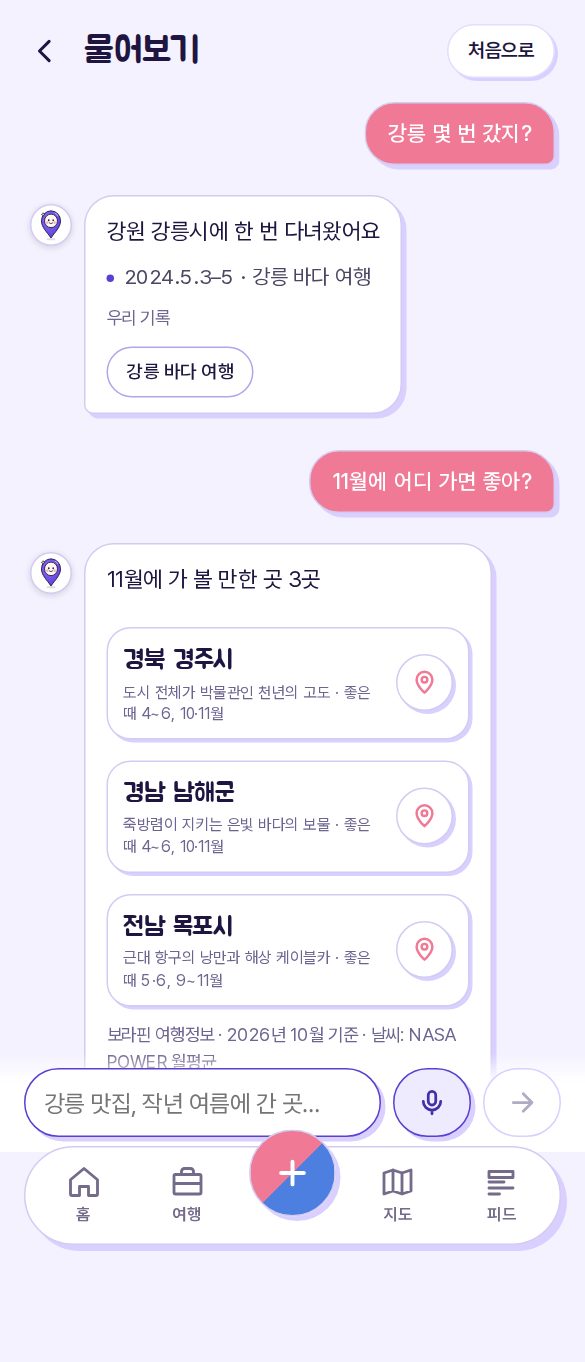 물어보기
처음으로
강릉 몇 번 갔지?
강원 강릉시에 한 번 다녀왔어요
• 2024.5.3–5 · 강릉 바다 여행
우리 기록
강릉 바다 여행
11월에 어디 가면 좋아?
11월에 가 볼 만한 곳 3곳
경북 경주시
도시 전체가 박물관인 천년의 고도 · 좋은
때 4~6, 10·11월
경남 남해군
죽방렴이 지키는 은빛 바다의 보물 · 좋은
때 4~6, 10·11월
전남 목포시
근대 항구의 낭만과 해상 케이블카 · 좋은
때 5·6, 9~11월
보라핀 여행정보 · 2026년 10월 기준 · 날씨: NASA
POWER 월평균
강릉 맛집, 작년 여름에 간 곳...
홈
여행
지도
피드